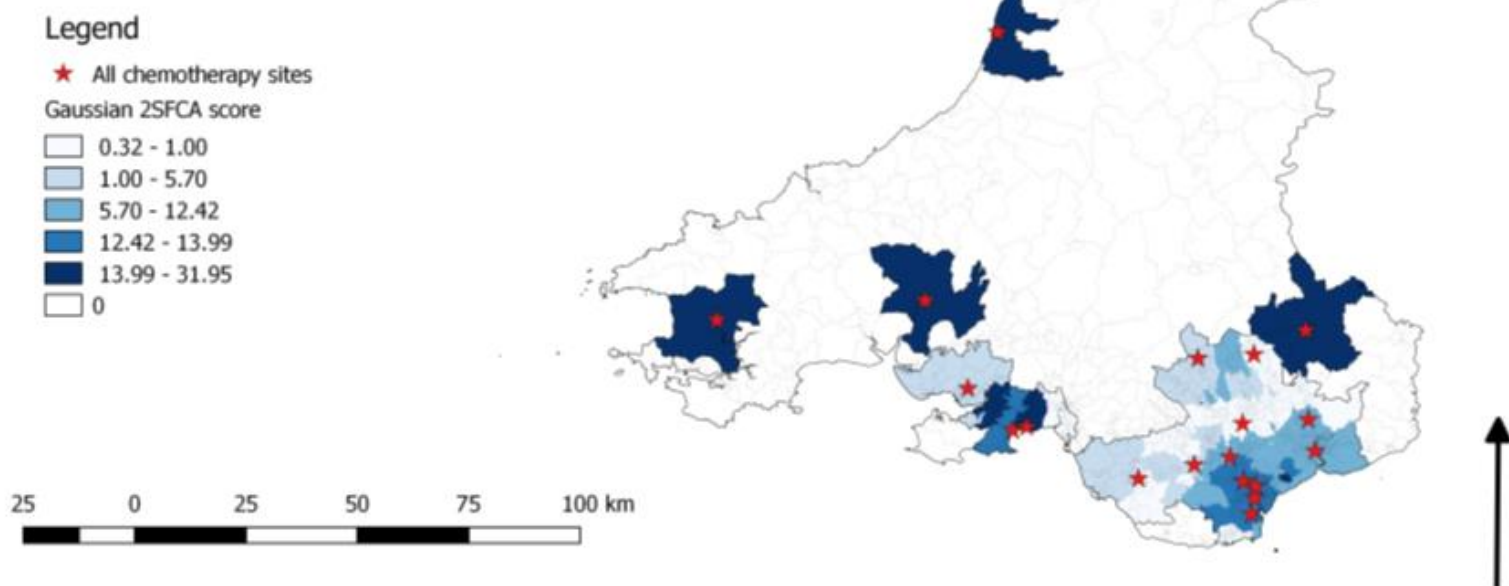 Legend
All chemotherapy sites
Gaussian 2SFCA score
0.32 - 1.00
1.00 - 5.70
5.70 - 12.42
12.42 - 13.99
13.99 - 31.95
0
25 0 25 50 75 100 km